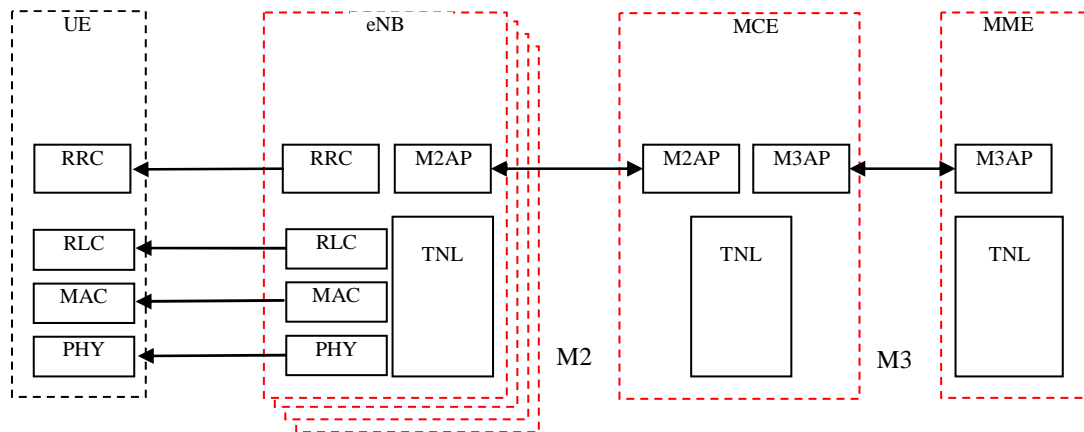 UE
eNB
MCE
MME
RRC
RRC
M2AP
M2AP
M3AP
M3AP
RLC
RLC
TNL
TNL
TNL
MAC
MAC
PHY
PHY
M2
M3